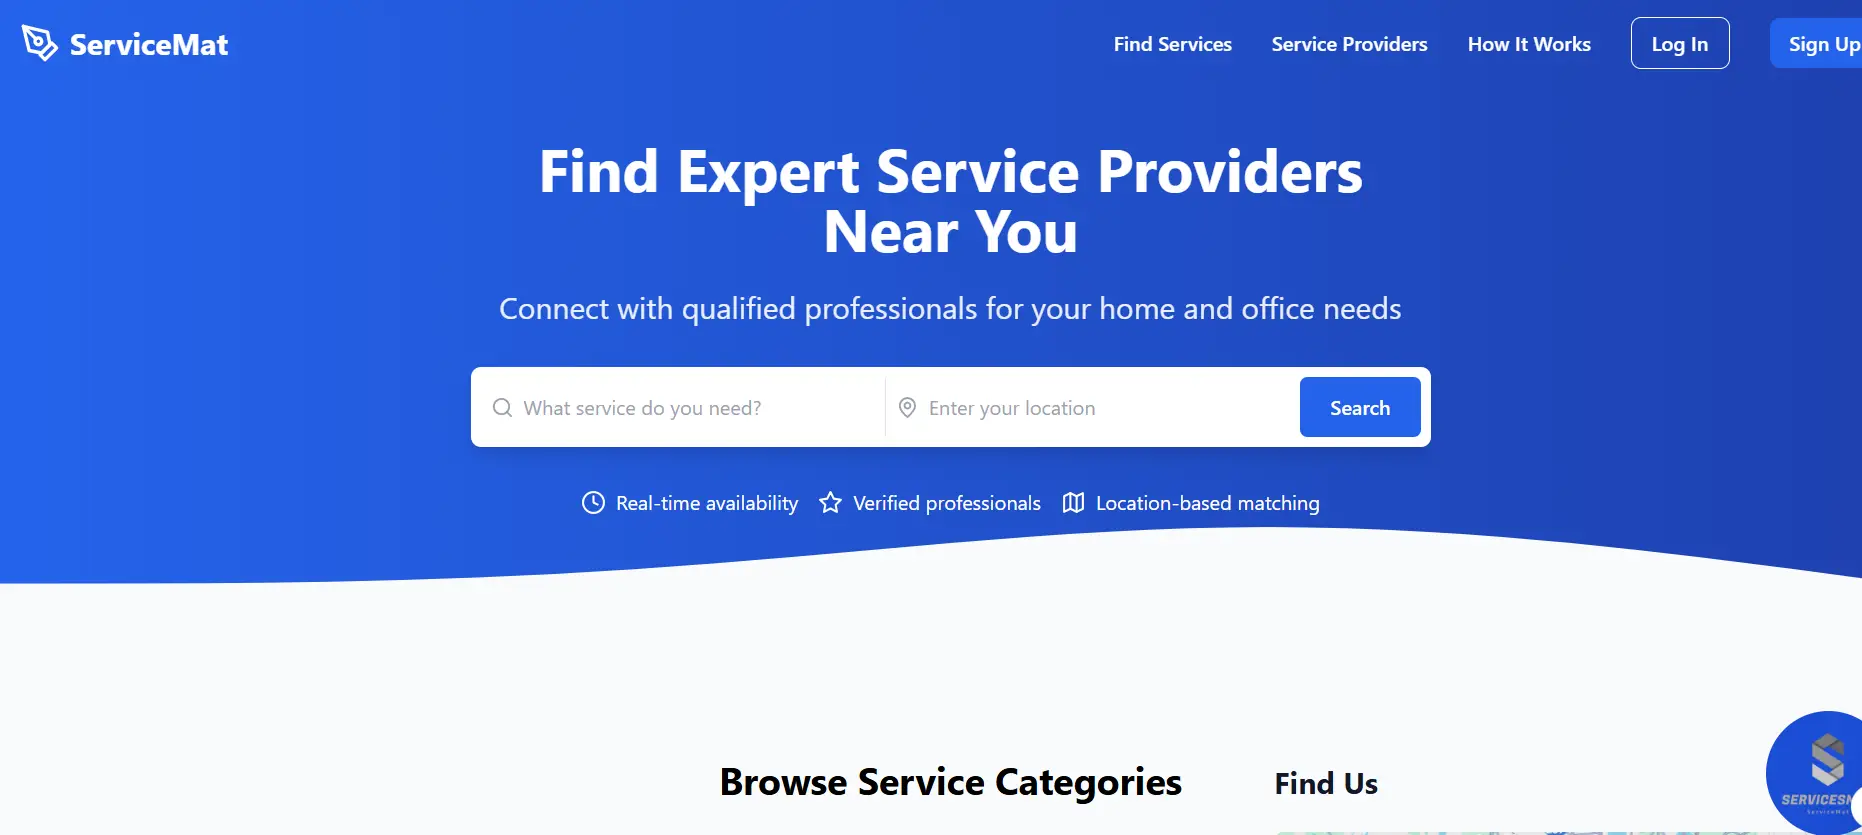 ServiceMat
Find Services
Service Providers
How It Works
Log In
Sign Up
Find Expert Service Providers
Near You
Connect with qualified professionals for your home and office needs
What service do you need?
Enter your location
Search
Real-time availability
Verified professionals
Location-based matching
Browse Service Categories
Find Us
ServiceMat